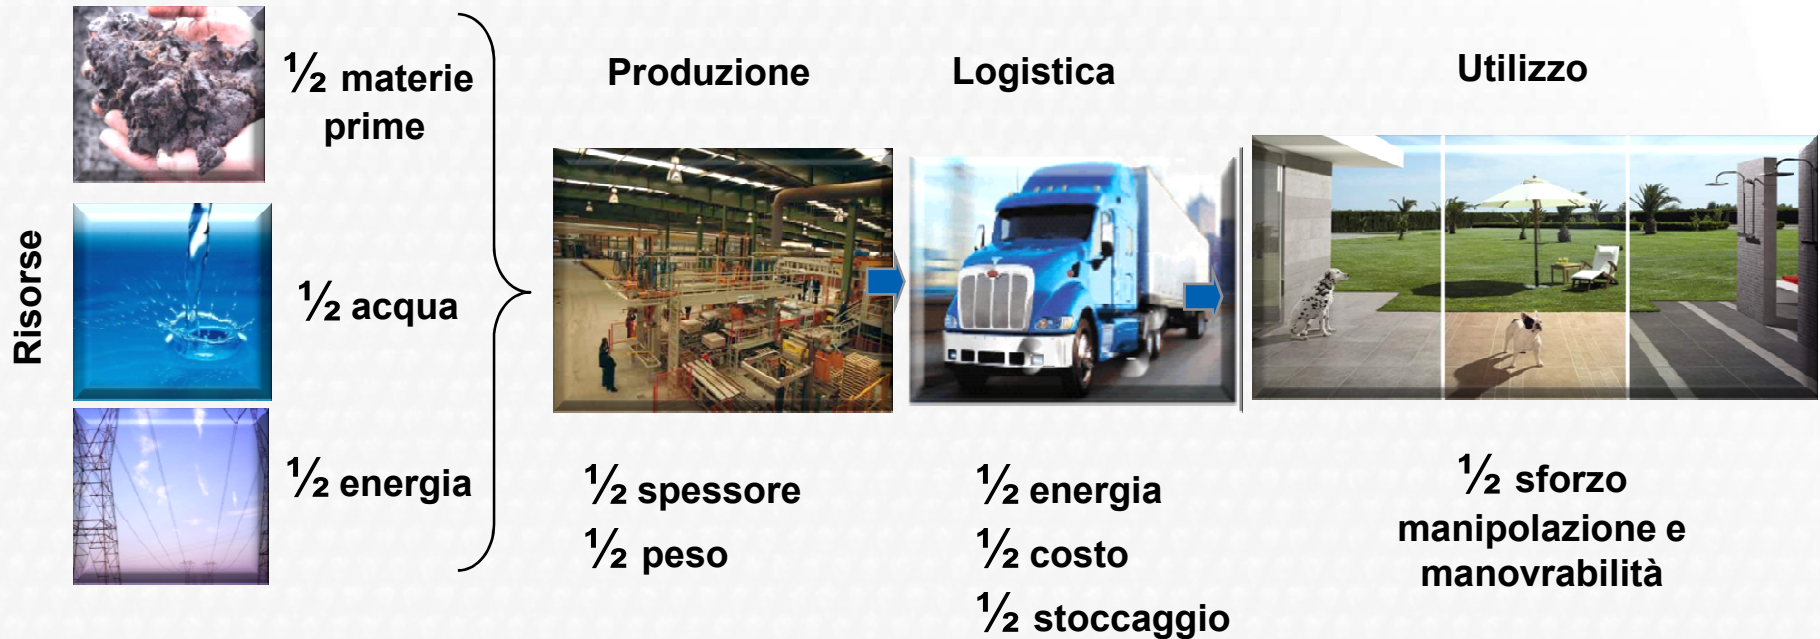 Risorse
½ materie
prime
½ acqua
½ energia
Produzione
½ spessore
½ peso
Logistica
½ energia
½ costo
½ stoccaggio
Utilizzo
½ sforzo
manipolazione e
manovrabilità